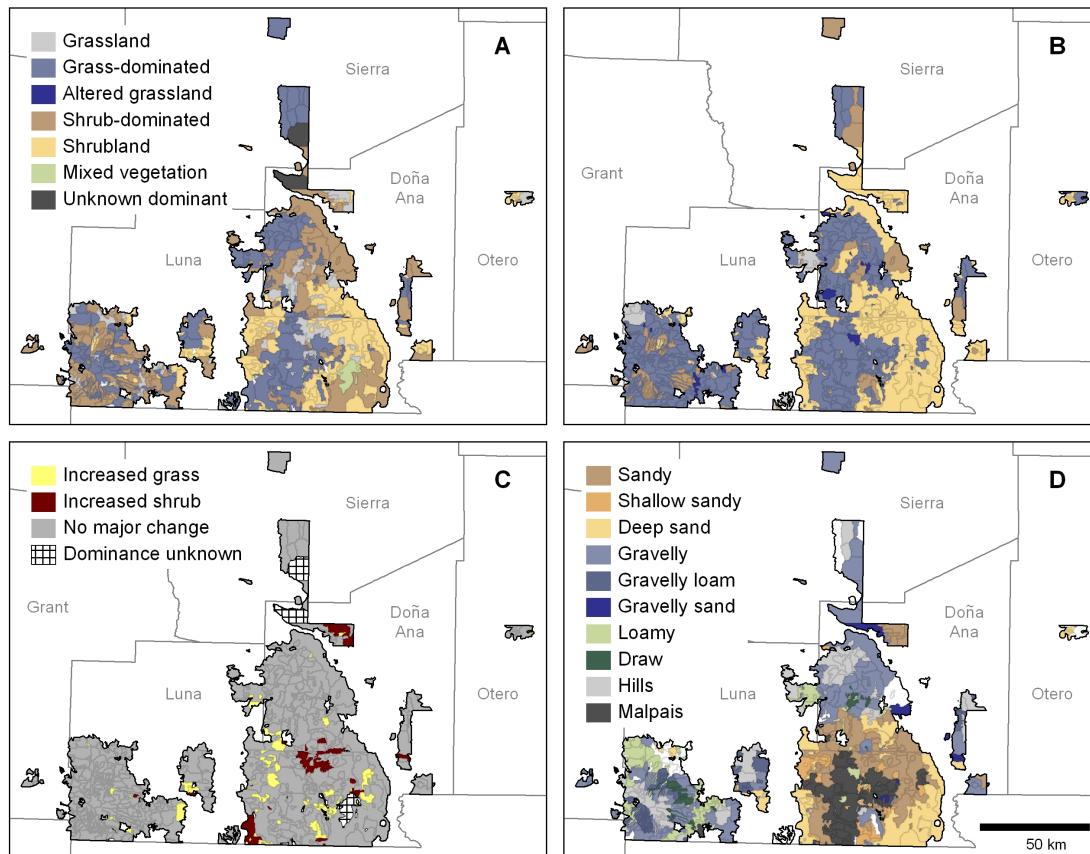 A
Grassland
Grass-dominated
Altered grassland
Shrub-dominated
Shrubland
Mixed vegetation
Unknown dominant
Sierra
Doña
Ana
Luna
Otero
B
Sierra
Grant
Doña
Ana
Luna
Otero
C
Increased grass
Increased shrub
No major change
Dominance unknown
Sierra
Grant
Doña
Ana
Luna
Otero
D
Sandy
Shallow sandy
Deep sand
Gravelly
Gravelly loam
Gravelly sand
Loamy
Draw
Hills
Malpais
Sierra
Doña
Ana
Luna
Otero
50 km